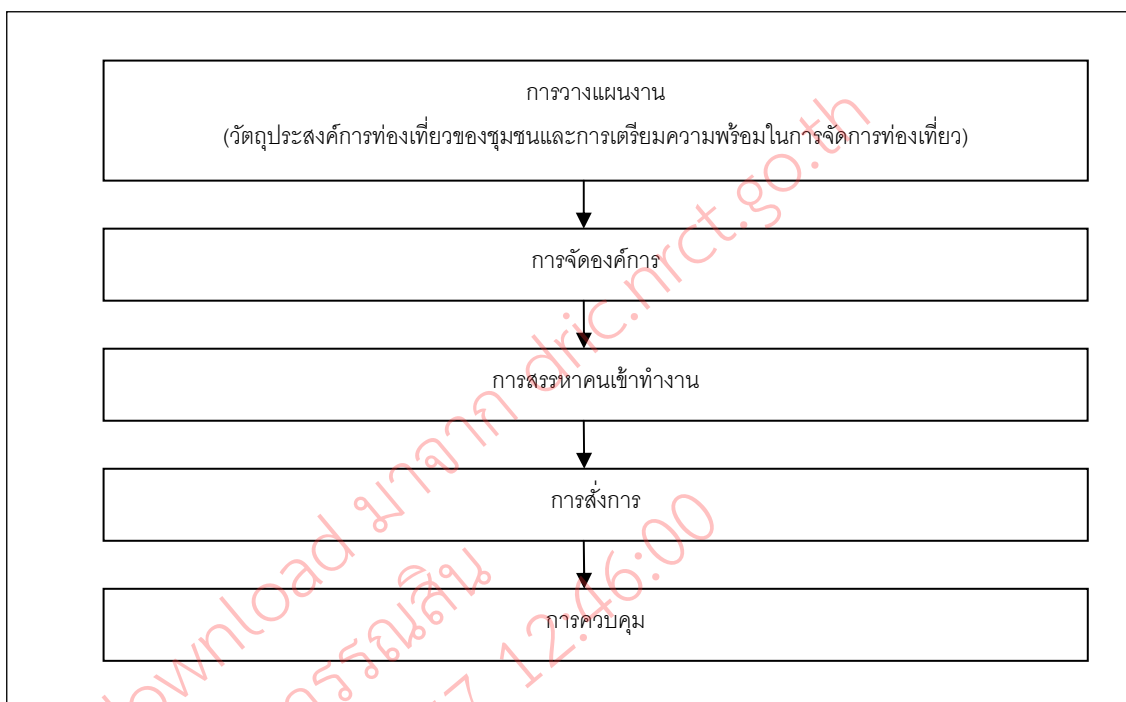 การวางแผนงาน
(วัตถุประสงค์การท่องเที่ยวของชุมชนและการเตรียมความพร้อมในการจัดการท่องเที่ยว)
การจัดองค์การ
การสรรหาคนเข้าทำงาน
การสั่งการ
การควบคุม
download มาจาก dric.nrct.go.th
12:46:00